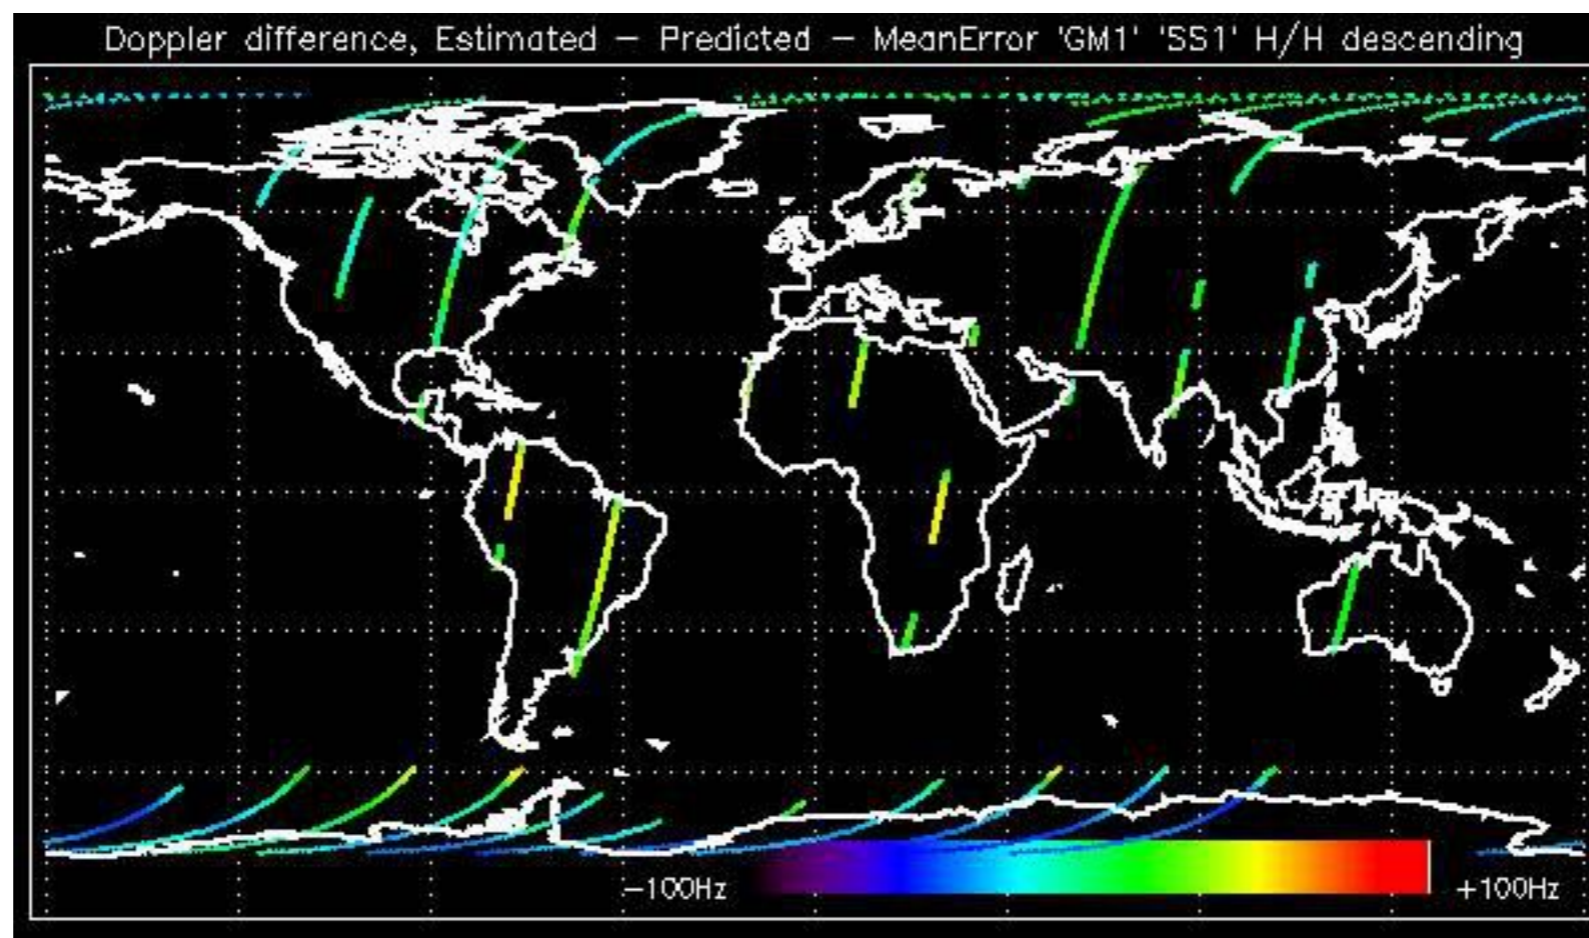 Doppler difference, Estimated – Predicted – MeanError 'GM1' 'SS1' H/H descending
–100Hz +100Hz